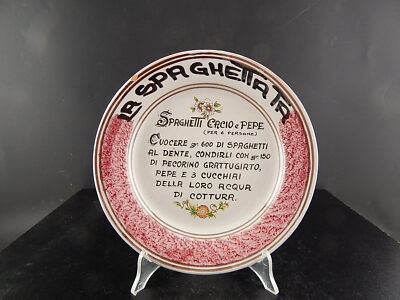 LA SPAGHETTATA
SPAGHETTI CACIO e PEPE
(PER 6 PERSONE)
CUOCERE gr. 600 DI SPAGHETTI
AL DENTE, CONDIRLI CON gr. 150
DI PECORINO GRATTUGIATO,
PEPE E 3 CUCCHIAI
DELLA LORO ACQUA
DI COTTURA.